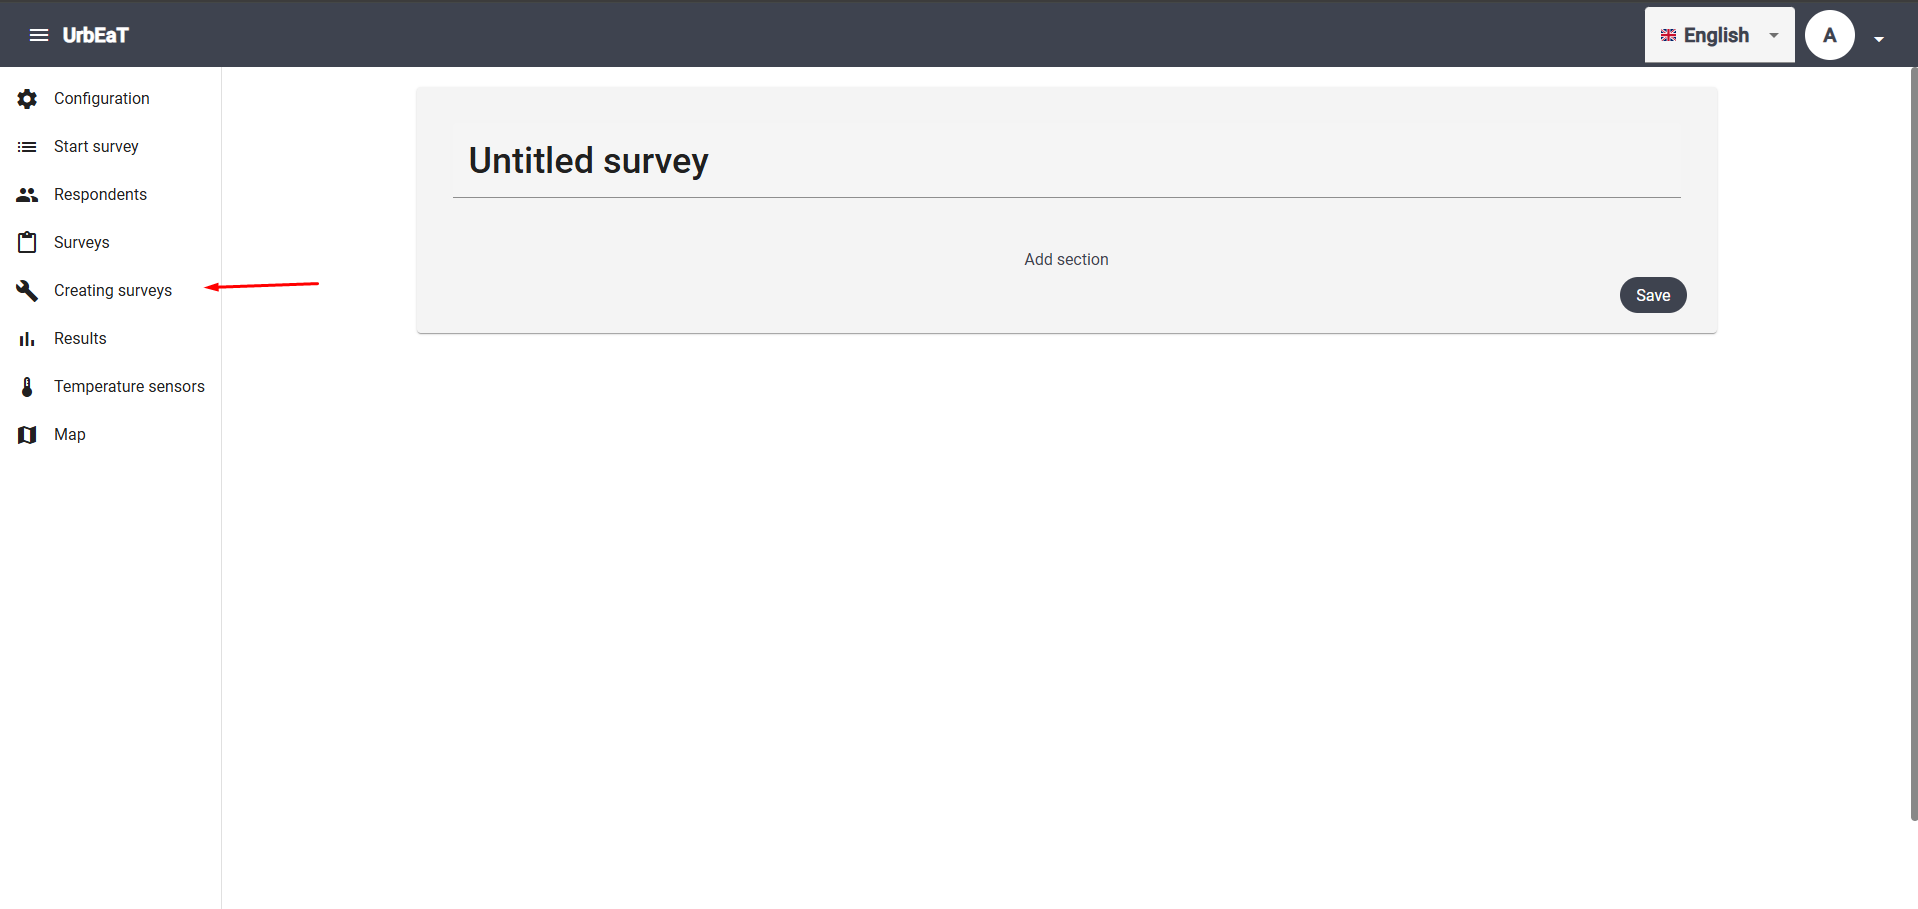 UrbEaT
English
A
Configuration
Start survey
Respondents
Surveys
Creating surveys
Results
Temperature sensors
Map
Untitled survey
Add section
Save